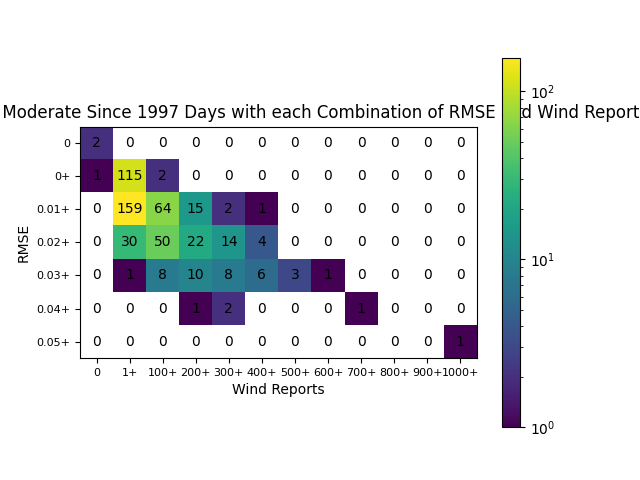 Moderate Since 1997 Days with each Combination of RMSE nd Wind Report
RMSE
0 2 0 0 0 0 0 0 0 0 0 0 0
0+ 1 115 2 0 0 0 0 0 0 0 0 0
0.01+ 0 159 64 15 2 1 0 0 0 0 0 0
0.02+ 0 30 50 22 14 4 0 0 0 0 0 0
0.03+ 0 1 8 10 8 6 3 1 0 0 0 0
0.04+ 0 0 0 1 2 0 0 0 1 0 0 0
0.05+ 0 0 0 0 0 0 0 0 0 0 0 1
0 1+ 100+ 200+ 300+ 400+ 500+ 600+ 700+ 800+ 900+ 1000+
Wind Reports
10²
10¹
10⁰